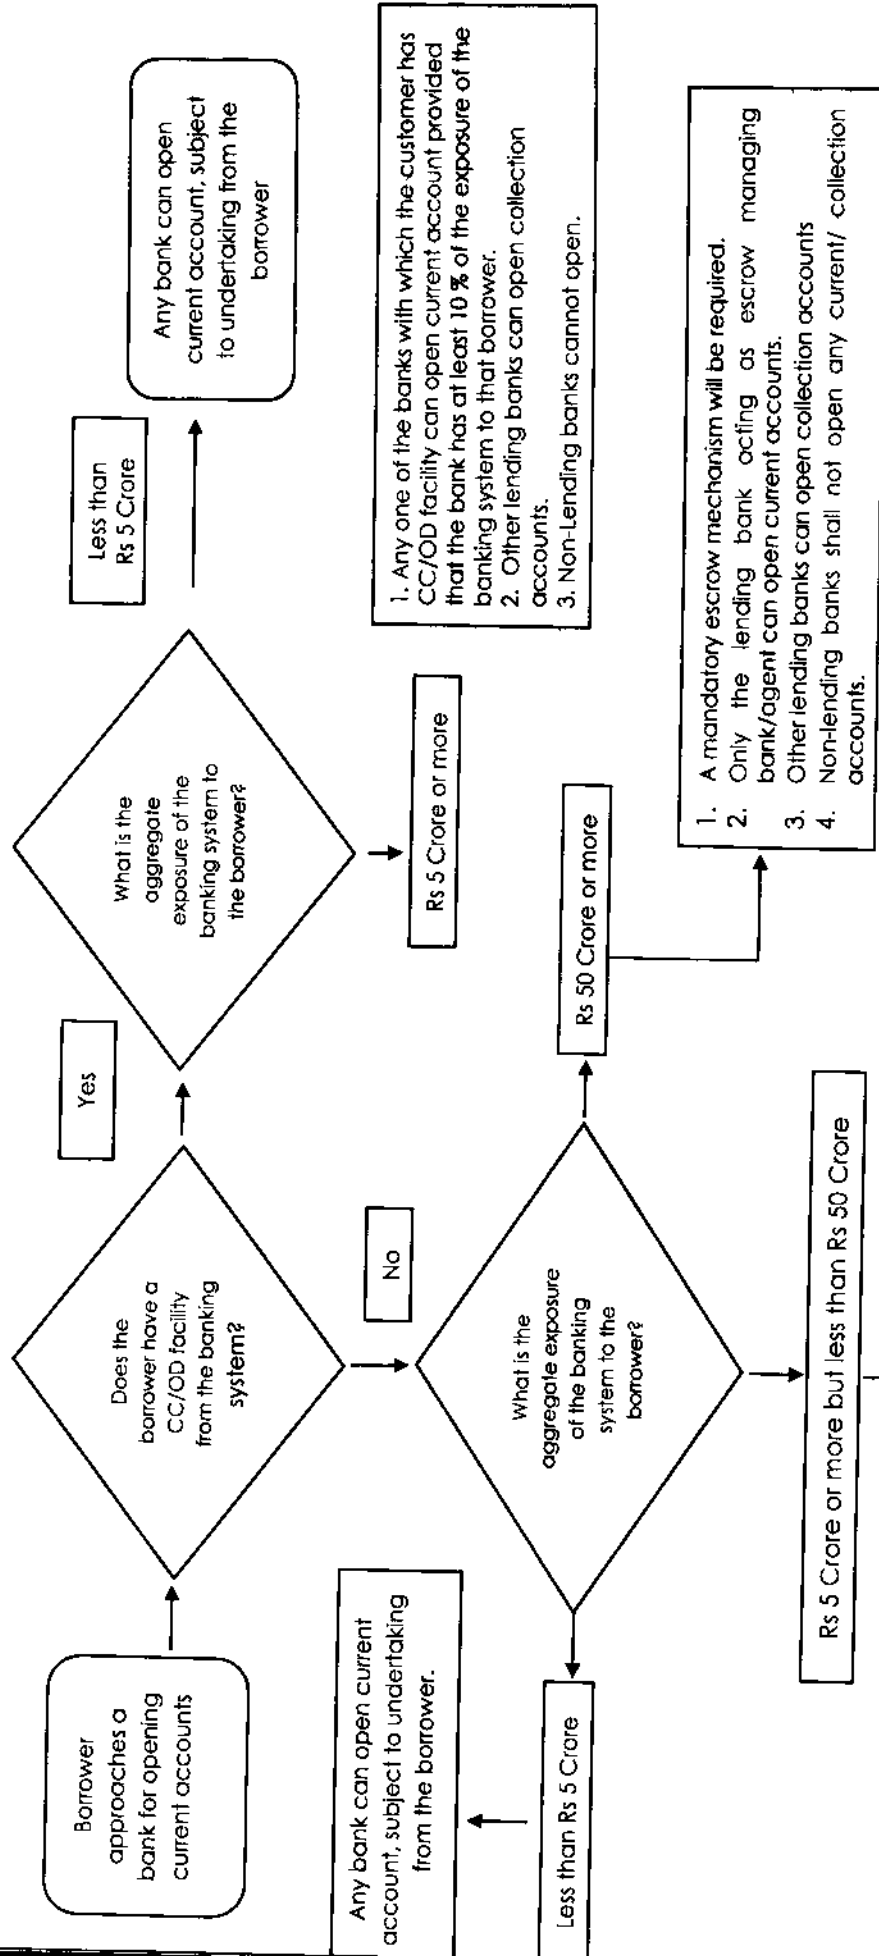 Borrower
approaches a
bank for opening
current accounts
Does the
borrower have a
CC/OD facility
from the banking
system?
Yes
What is the
aggregate
exposure of the
banking system to
the borrower?
Less than
Rs 5 Crore
Any bank can open
current account, subject
to undertaking from the
borrower
Rs 5 Crore or more
1. Any one of the banks with which the customer has
CC/OD facility can open current account provided
that the bank has at least 10% of the exposure of the
banking system to that borrower.
2. Other lending banks can open collection
accounts.
3. Non-Lending banks cannot open.
No
What is the
aggregate exposure
of the banking
system to the
borrower?
Less than Rs 5 Crore
Any bank can open current
account, subject to undertaking
from the borrower.
Rs 50 Crore or more
1. A mandatory escrow mechanism will be required.
2. Only the lending bank acting as escrow managing
bank/agent can open current accounts.
3. Other lending banks can open collection accounts
4. Non-lending banks shall not open any current/ collection
accounts.
Rs 5 Crore or more but less than Rs 50 Crore